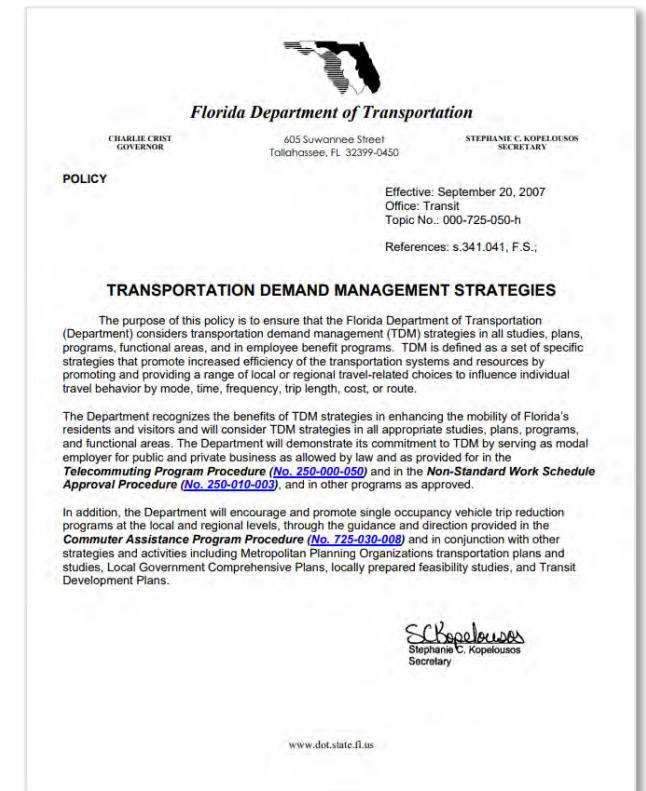 Florida Department of Transportation
CHARLIE CRIST
GOVERNOR
605 Suwannee Street
Tallahassee, FL 32399-0450
STEPHANIE C. KOPELOUSOS
SECRETARY
POLICY
Effective: September 20, 2007
Office: Transit
Topic No.: 000-725-050-h
References: s.341.041, F.S.;
TRANSPORTATION DEMAND MANAGEMENT STRATEGIES
The purpose of this policy is to ensure that the Florida Department of Transportation
(Department) considers transportation demand management (TDM) strategies in all studies, plans,
programs, functional areas, and in employee benefit programs. TDM is defined as a set of specific
strategies that promote increased efficiency of the transportation systems and resources by
promoting and providing a range of local or regional travel-related choices to influence individual
travel behavior by mode, time, frequency, trip length, cost, or route.
The Department recognizes the benefits of TDM strategies in enhancing the mobility of Florida's
residents and visitors and will consider TDM strategies in all appropriate studies, plans, programs,
and functional areas. The Department will demonstrate its commitment to TDM by serving as modal
employer for public and private business as allowed by law and as provided for in the
Telecommuting Program Procedure (No. 250-000-050) and in the Non-Standard Work Schedule
Approval Procedure (No. 250-010-003), and in other programs as approved.
In addition, the Department will encourage and promote single occupancy vehicle trip reduction
programs at the local and regional levels, through the guidance and direction provided in the
Commuter Assistance Program Procedure (No. 725-030-008) and in conjunction with other
strategies and activities including Metropolitan Planning Organizations transportation plans and
studies, Local Government Comprehensive Plans, locally prepared feasibility studies, and Transit
Development Plans.
SCKopelousos
Stephanie C. Kopelousos
Secretary
www.dot.state.fl.us